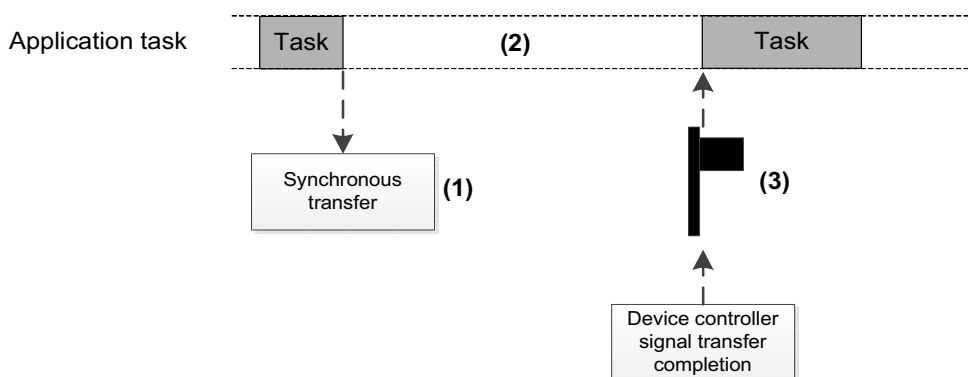 Application task
Task
(2)
Task
Synchronous
transfer
(1)
(3)
Device controller
signal transfer
completion